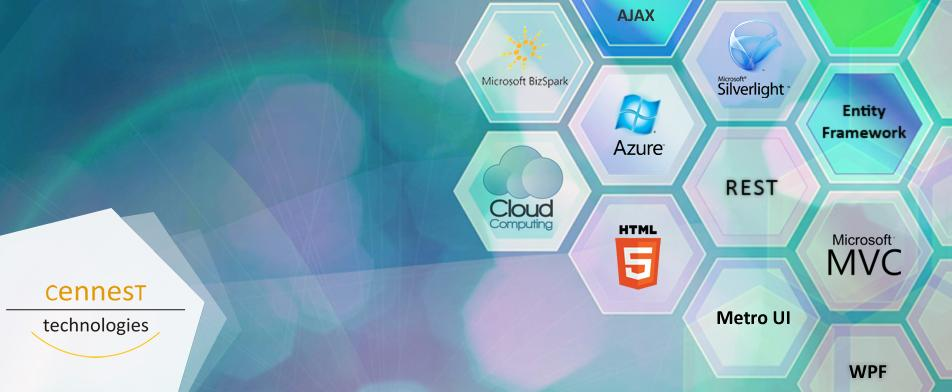 AJAX
Microsoft BizSpark
Microsoft®
Silverlight™
Azure
Entity
Framework
Cloud
Computing
REST
HTML
5
Microsoft
MVC
cennesT
technologies
Metro UI
WPF